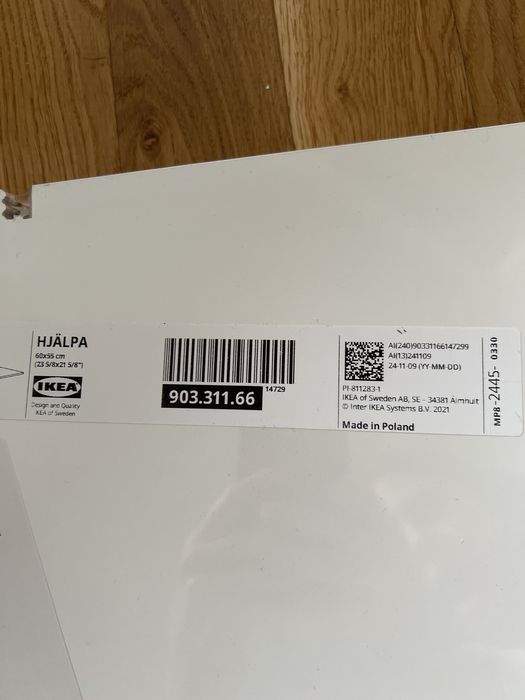 HJÄLPA
60x55 cm
(23 5/8x21 5/8")
IKEA
Design and Quality
IKEA of Sweden
14729
903.311.66
AI(240)90331166147299
AI(13)241109
24-11-09 (YY-MM-DD)
PI-811283-1
IKEA of Sweden AB, SE – 34381 Älmhult
© Inter IKEA Systems B.V. 2021
Made in Poland
MPB-2445- 0330